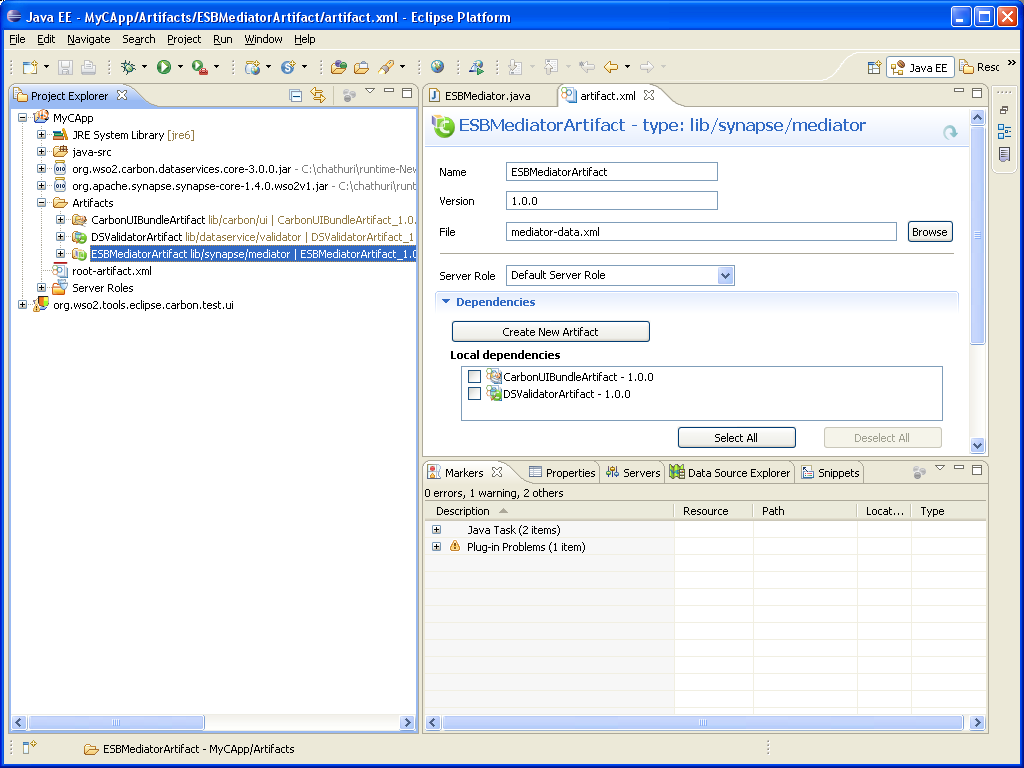 Java EE - MyCApp/Artifacts/ESBMediatorArtifact/artifact.xml - Eclipse Platform
File Edit Navigate Search Project Run Window Help
Java EE Resc
Project Explorer
MyCApp
JRE System Library [jre6]
java-src
org.wso2.carbon.dataservices.core-3.0.0.jar - C:\chathuri\runtime-New
org.apache.synapse.synapse-core-1.4.0.wso2v1.jar - C:\chathuri\runt
Artifacts
CarbonUIBundleArtifact lib/carbon/ui | CarbonUIBundleArtifact_1.0.
DSValidatorArtifact lib/dataservice/validator | DSValidatorArtifact_1
ESBMediatorArtifact lib/synapse/mediator | ESBMediatorArtifact_1.0
root-artifact.xml
Server Roles
org.wso2.tools.eclipse.carbon.test.ui
ESBMediator.java artifact.xml
ESBMediatorArtifact - type: lib/synapse/mediator
Name ESBMediatorArtifact
Version 1.0.0
File mediator-data.xml Browse
Server Role Default Server Role
Dependencies
Create New Artifact
Local dependencies
CarbonUIBundleArtifact - 1.0.0
DSValidatorArtifact - 1.0.0
Select All Deselect All
Markers Properties Servers Data Source Explorer Snippets
0 errors, 1 warning, 2 others
Description Resource Path Locat... Type
Java Task (2 items)
Plug-in Problems (1 item)
ESBMediatorArtifact - MyCApp/Artifacts